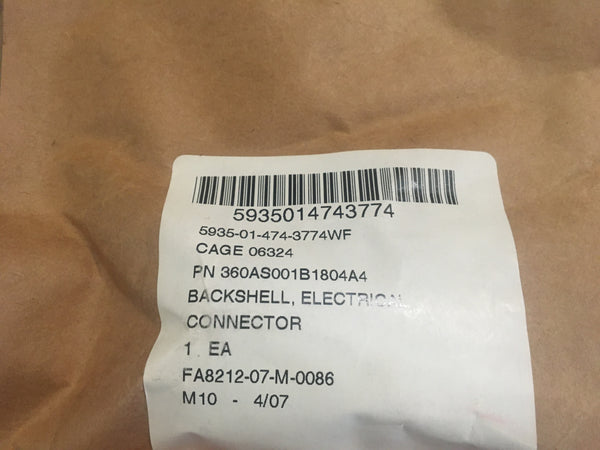 5935014743774
5935-01-474-3774WF
CAGE 06324
PN 360AS001B1804A4
BACKSHELL, ELECTRICAL
CONNECTOR
1 EA
FA8212-07-M-0086
M10 - 4/07